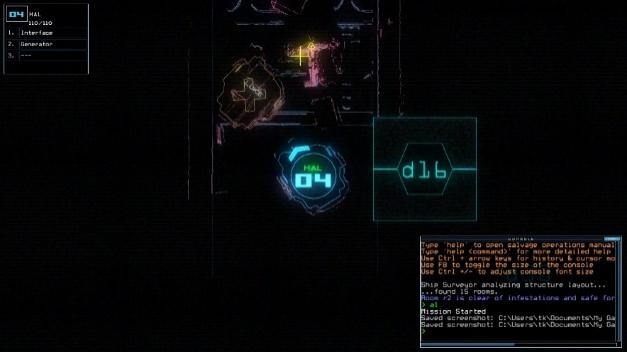 04 HAL
110/110
1. Interface
2. Generator
3. ---
HAL
04
d16
console
Type 'help' to open salvage operations manual
Type 'help <command>' for more detailed help
Use Ctrl + arrow keys for history & cursor mo
Use F8 to toggle the size of the console
Use Ctrl +/- to adjust console font size
Ship Surveyor analyzing structure layout...
...found 15 rooms.
Room r2 is clear of infestations and safe for
> a1
Mission Started
Saved screenshot: C:\Users\tk\Documents\My Ga
Saved screenshot: C:\Users\tk\Documents\My Ga
>